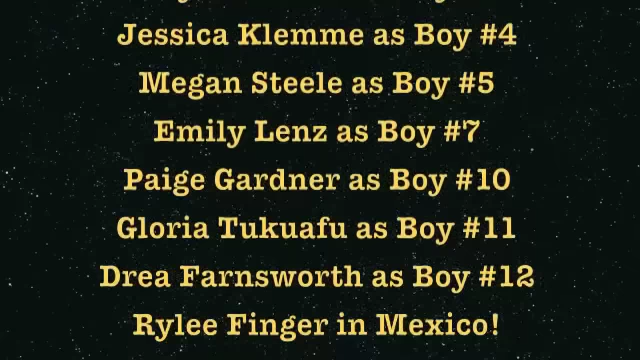 Jessica Klemme as Boy #4
Megan Steele as Boy #5
Emily Lenz as Boy #7
Paige Gardner as Boy #10
Gloria Tukuafu as Boy #11
Drea Farnsworth as Boy #12
Rylee Finger in Mexico!